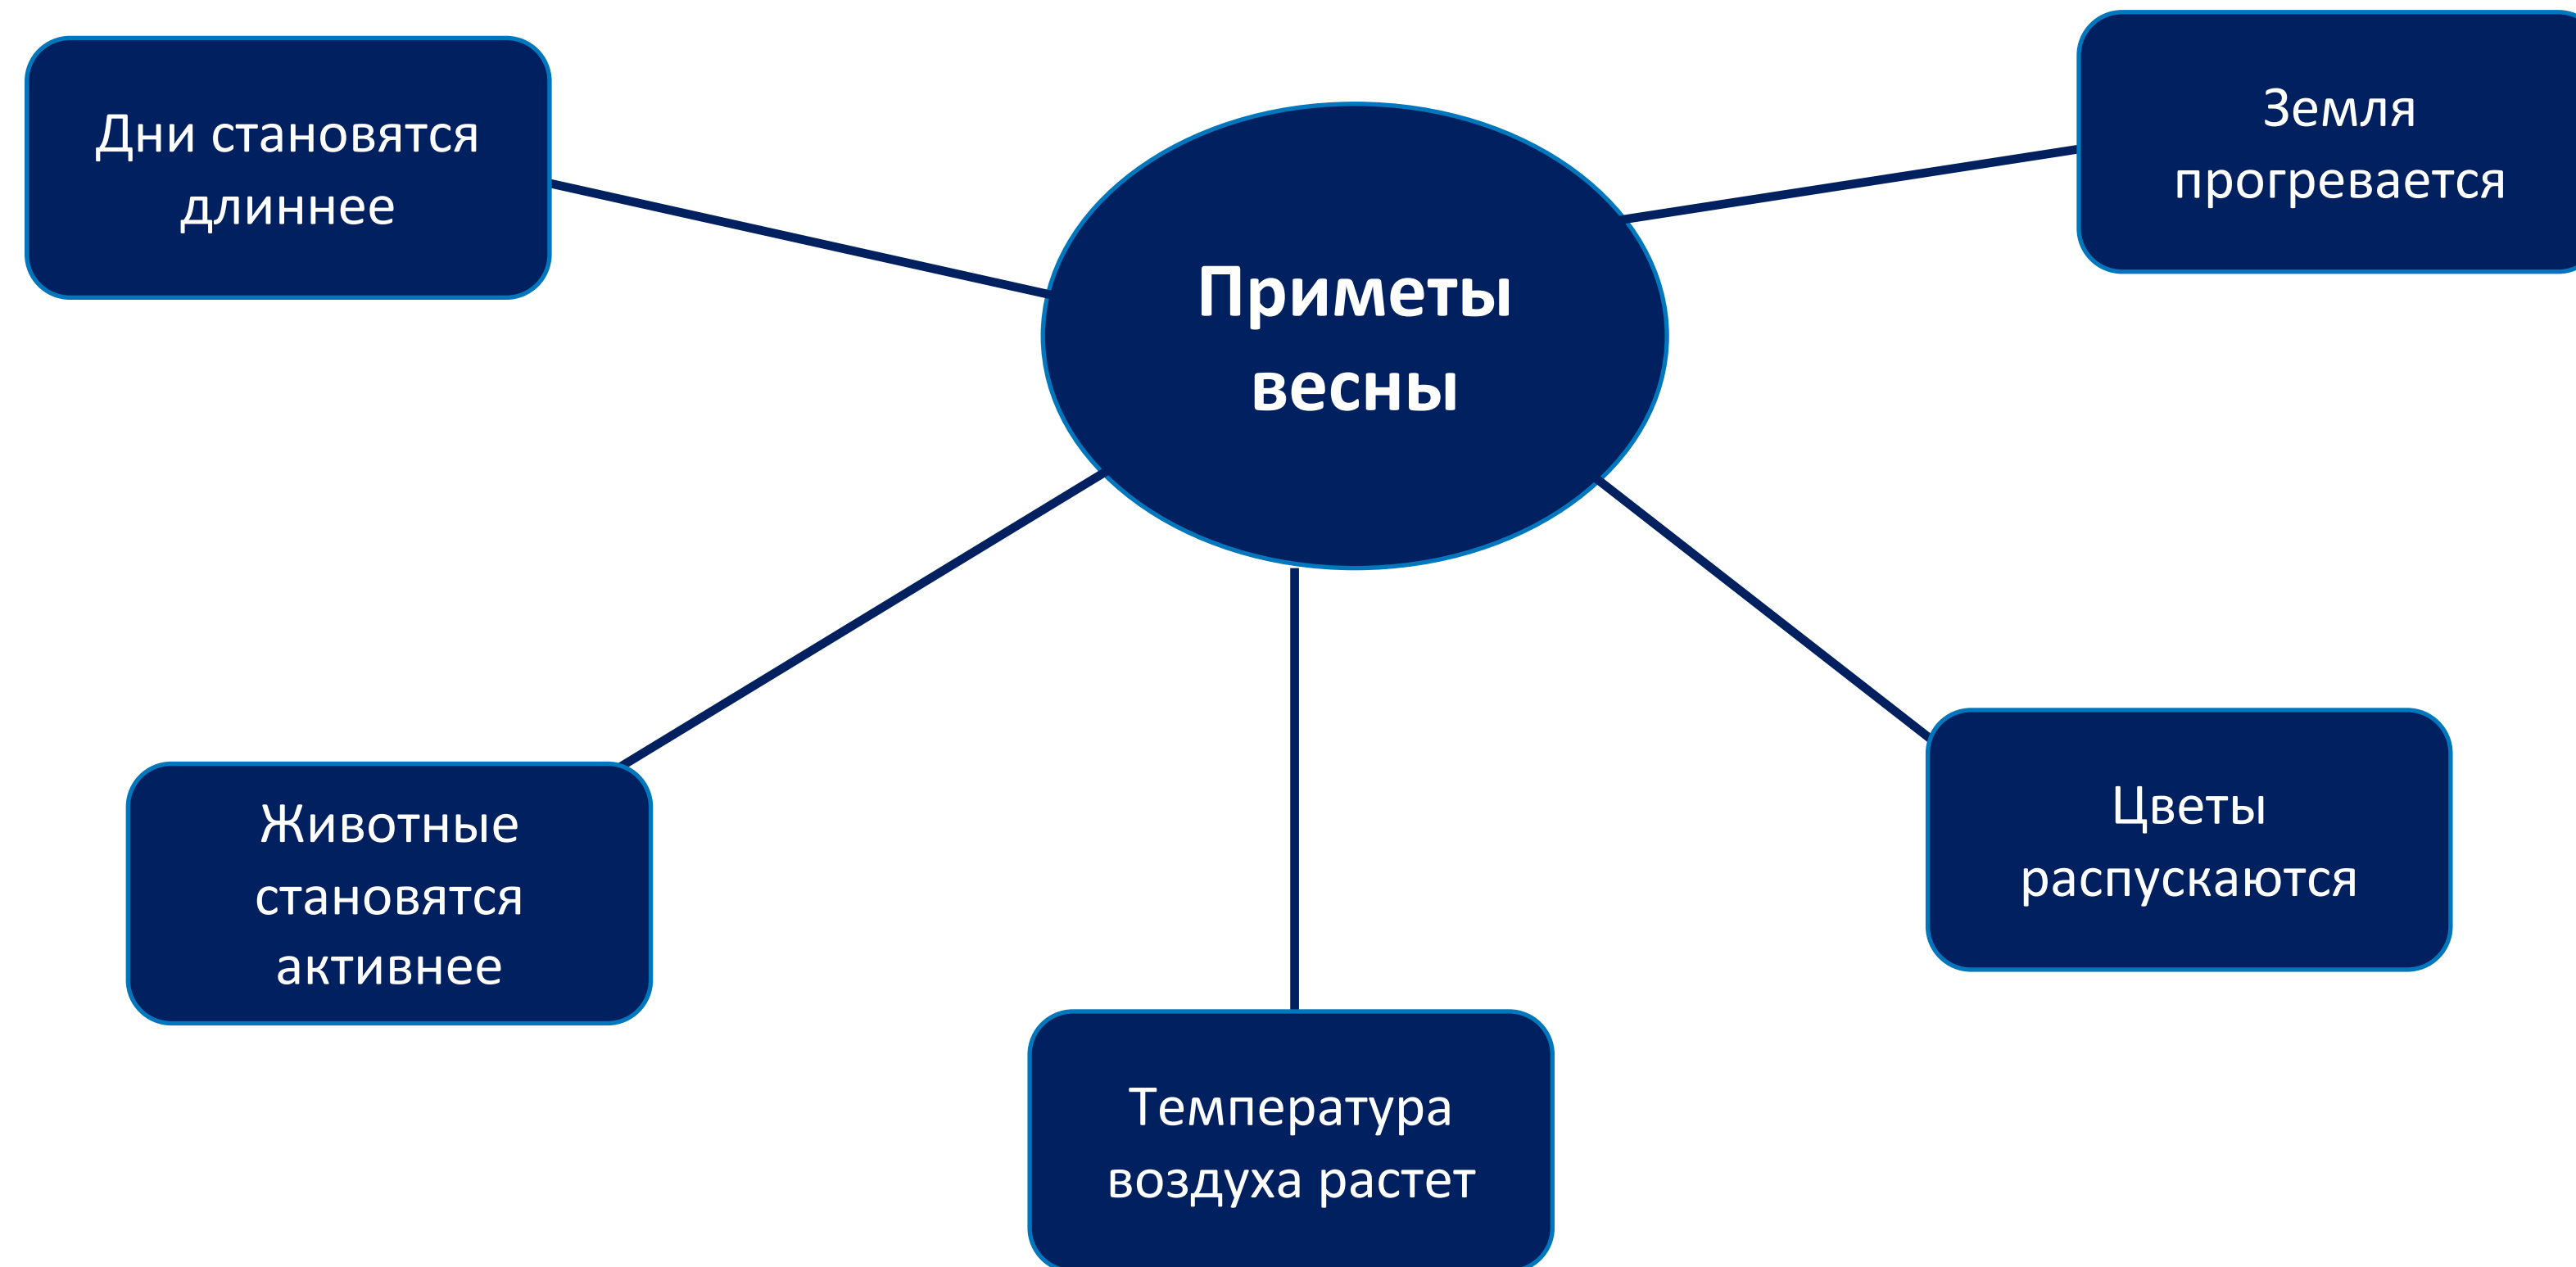 Дни становятся
длиннее
Приметы
весны
Земля
прогревается
Животные
становятся
активнее
Температура
воздуха растет
Цветы
распускаются